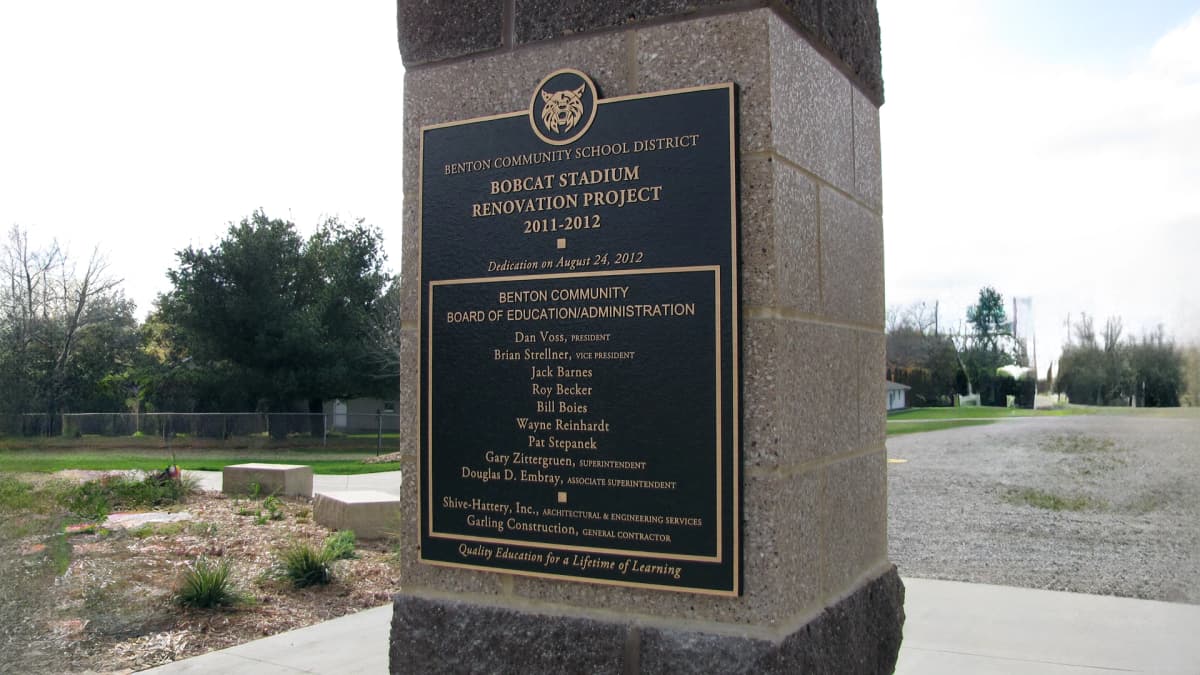 BENTON COMMUNITY SCHOOL DISTRICT
BOBCAT STADIUM
RENOVATION PROJECT
2011-2012
Dedication on August 24, 2012
BENTON COMMUNITY
BOARD OF EDUCATION/ADMINISTRATION
Dan Voss, PRESIDENT
Brian Strellner, VICE PRESIDENT
Jack Barnes
Roy Becker
Bill Boies
Wayne Reinhardt
Pat Stepanek
Gary Zittergruen, SUPERINTENDENT
Douglas D. Embray, ASSOCIATE SUPERINTENDENT
Shive-Hattery, Inc., ARCHITECTURAL & ENGINEERING SERVICES
Garling Construction, GENERAL CONTRACTOR
Quality Education for a Lifetime of Learning